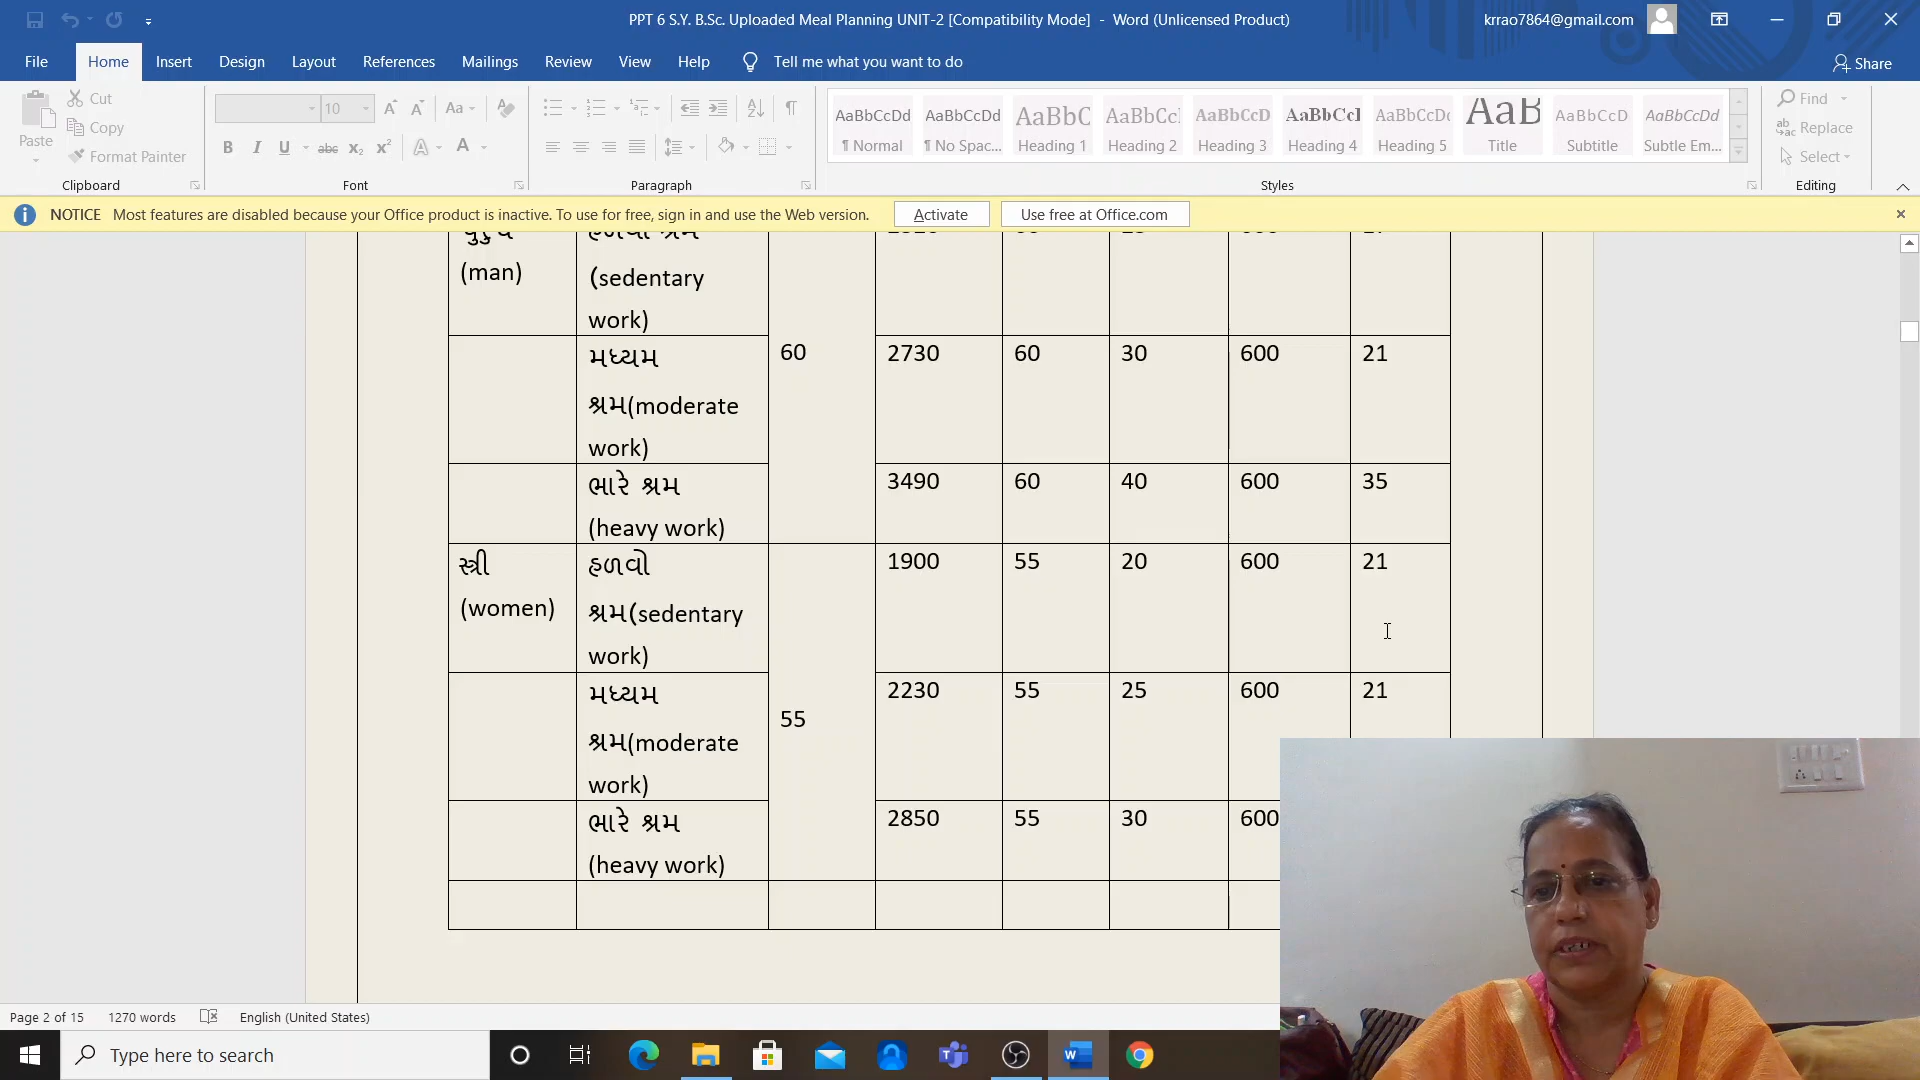 PPT 6 S.Y. B.Sc. Uploaded Meal Planning UNIT-2 [Compatibility Mode] - Word (Unlicensed Product)
krrao7864@gmail.com
File Home Insert Design Layout References Mailings Review View Help Tell me what you want to do
Share
Paste
Cut
Copy
Format Painter
Clipboard
10
Aa
B I U abc x₂ x² A A
Font
Paragraph
AaBbCcDd AaBbCcDd AaBbC AaBbCcI AaBbCcD AaBbCcI AaBbCcDc AaB AaBbCcD AaBbCcDd
¶ Normal ¶ No Spac... Heading 1 Heading 2 Heading 3 Heading 4 Heading 5 Title Subtitle Subtle Em...
Styles
Find
Replace
Select
Editing
NOTICE Most features are disabled because your Office product is inactive. To use for free, sign in and use the Web version. Activate Use free at Office.com
(man)
(sedentary
work)
60
મધ્યમ 2730 60 30 600 21
શ્રમ(moderate
work)
ભારે શ્રમ 3490 60 40 600 35
(heavy work)
સ્ત્રી હળવો 1900 55 20 600 21
(women) શ્રમ(sedentary
work)
55
મધ્યમ 2230 55 25 600 21
શ્રમ(moderate
work)
ભારે શ્રમ 2850 55 30 600
(heavy work)
Page 2 of 15 1270 words English (United States)
Type here to search